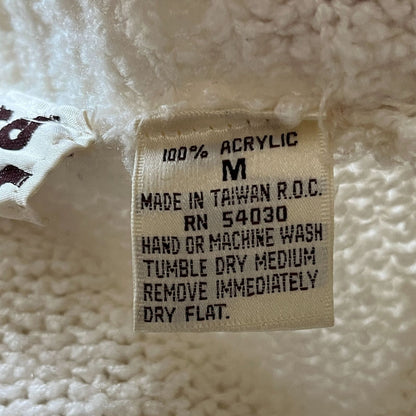 100% ACRYLIC
M
MADE IN TAIWAN R.O.C.
RN 54030
HAND OR MACHINE WASH
TUMBLE DRY MEDIUM
REMOVE IMMEDIATELY
DRY FLAT.